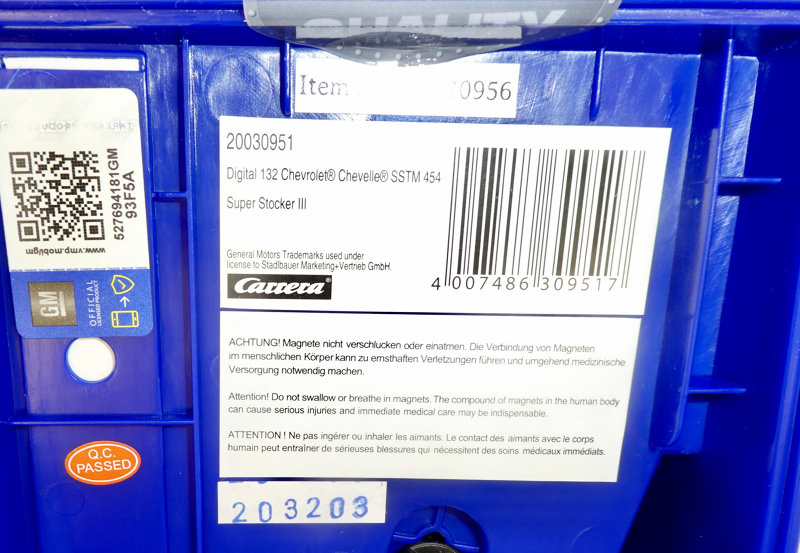 QUALITY
Item
0956
20030951
Digital 132 Chevrolet® Chevelle® SSTM 454
Super Stocker III
General Motors Trademarks used under
license to Stadlbauer Marketing+Vertrieb GmbH.
Carrera®
4 007486 309517
ACHTUNG! Magnete nicht verschlucken oder einatmen. Die Verbindung von Magneten
im menschlichen Körper kann zu ernsthaften Verletzungen führen und umgehend medizinische
Versorgung notwendig machen.
Attention! Do not swallow or breathe in magnets. The compound of magnets in the human body
can cause serious injuries and immediate medical care may be indispensable.
ATTENTION ! Ne pas ingérer ou inhaler les aimants. Le contact des aimants avec le corps
humain peut entraîner de sérieuses blessures qui nécessitent des soins médicaux immédiats.
203203
527694181GM
93F5A
www.vmp.mobi/gm
GM
OFFICIAL
LICENSED PRODUCT
Q.C.
PASSED